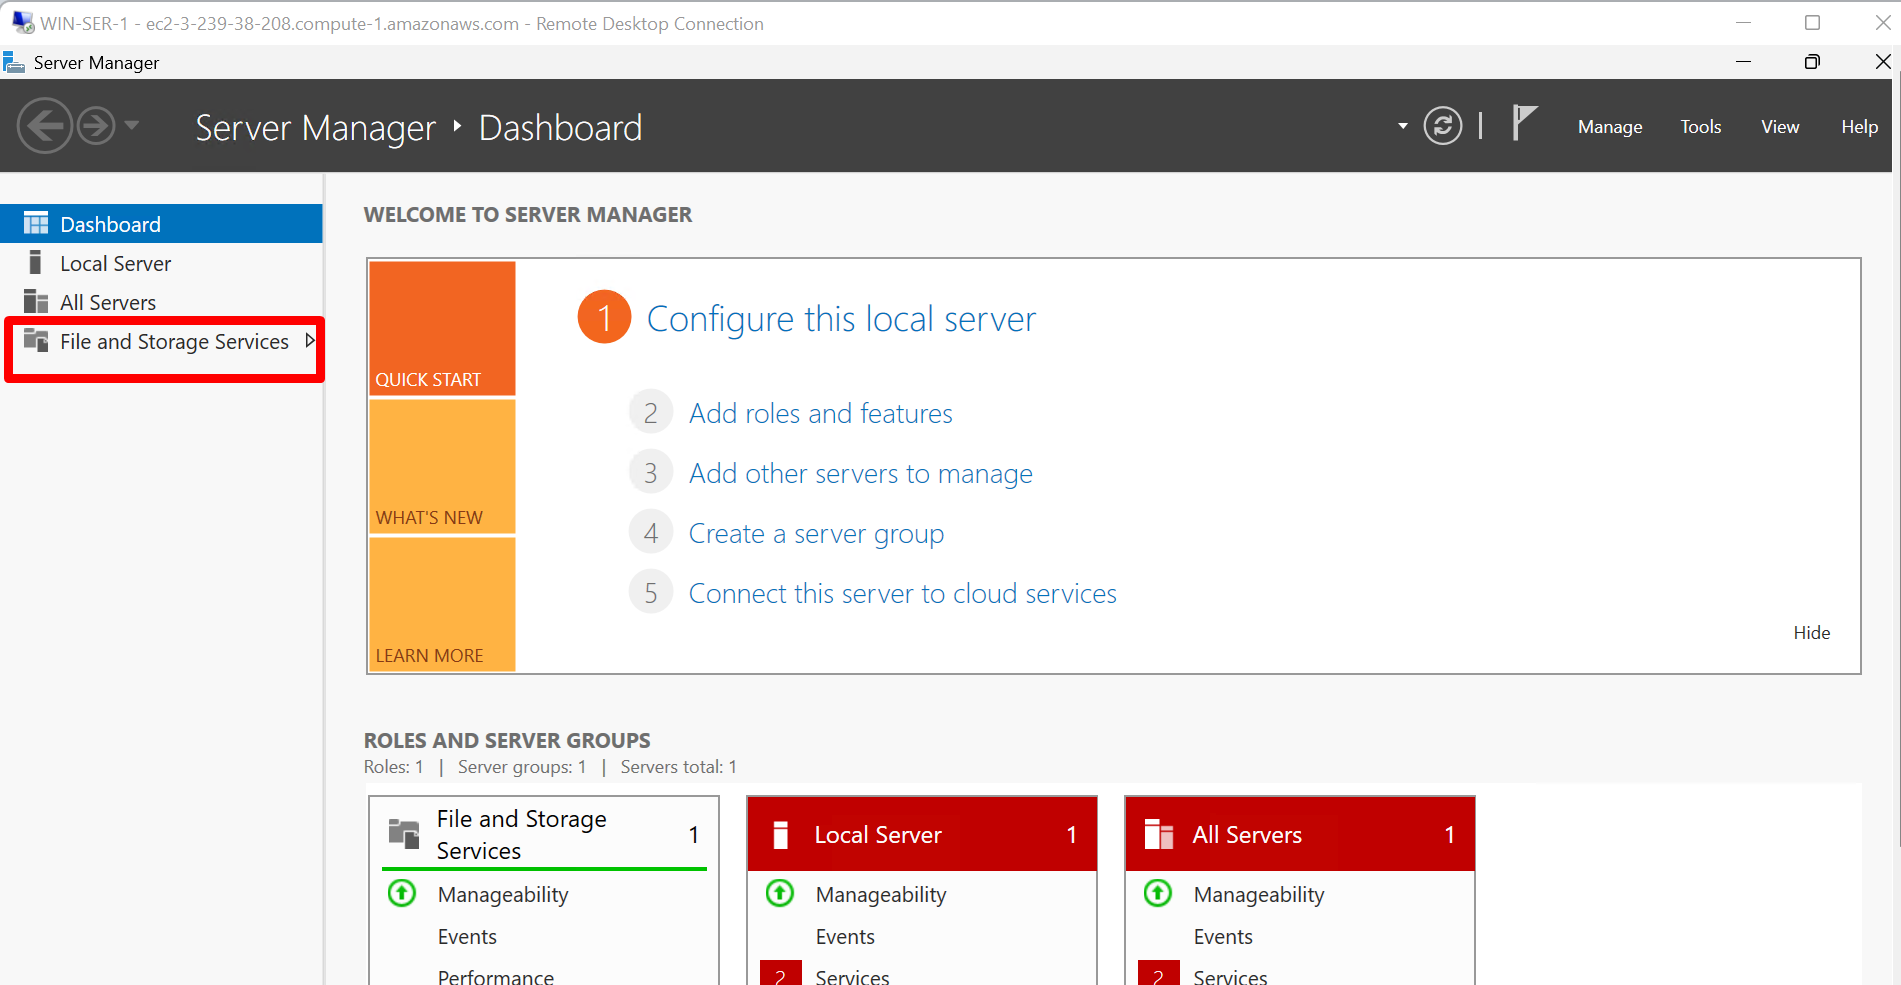 WIN-SER-1 - ec2-3-239-38-208.compute-1.amazonaws.com - Remote Desktop Connection
Server Manager
Server Manager Dashboard
Manage Tools View Help
Dashboard
Local Server
All Servers
File and Storage Services
WELCOME TO SERVER MANAGER
QUICK START
WHAT'S NEW
LEARN MORE
1 Configure this local server
2 Add roles and features
3 Add other servers to manage
4 Create a server group
5 Connect this server to cloud services
Hide
ROLES AND SERVER GROUPS
Roles: 1 | Server groups: 1 | Servers total: 1
File and Storage
Services
1
Manageability
Events
Performance
Local Server 1
Manageability
Events
2 Services
All Servers 1
Manageability
Events
2 Services